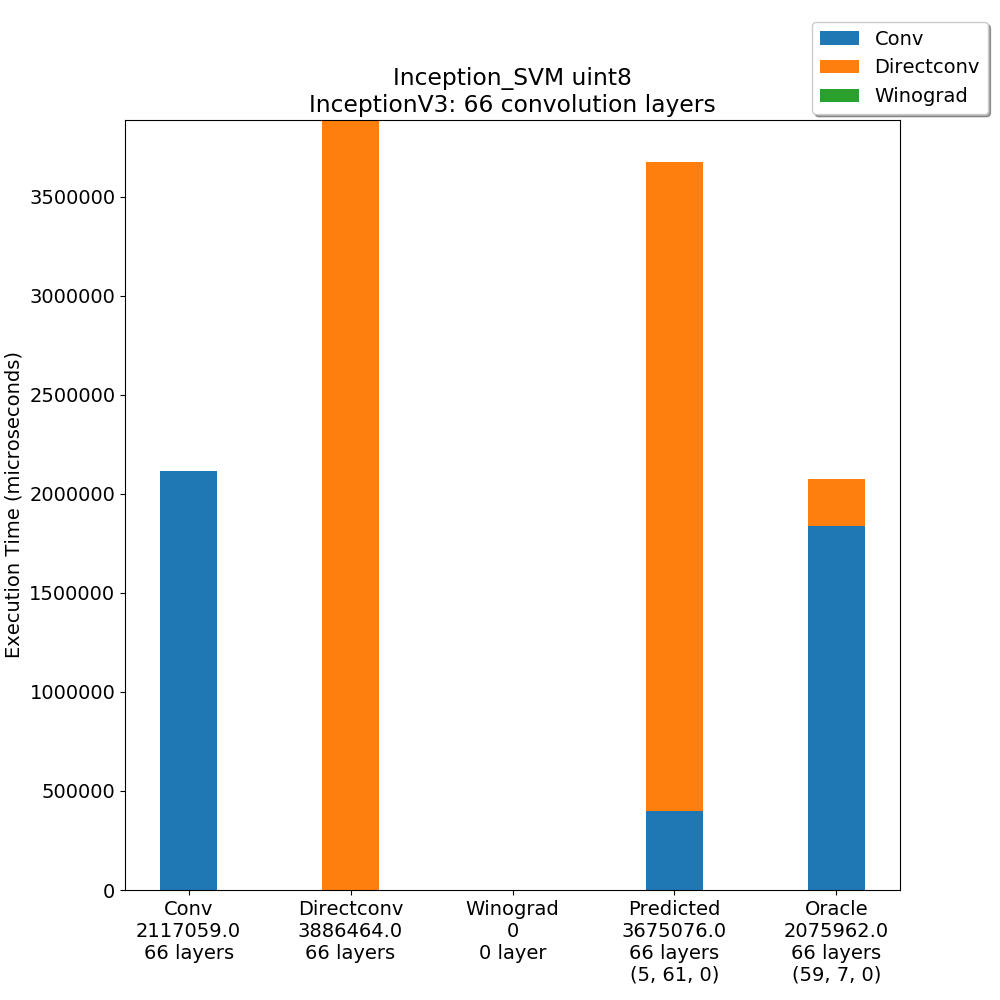 Conv
Directconv
Winograd
Inception_SVM uint8
InceptionV3: 66 convolution layers
Execution Time (microseconds)
3500000
3000000
2500000
2000000
1500000
1000000
500000
0
Conv
2117059.0
66 layers
Directconv
3886464.0
66 layers
Winograd
0
0 layer
Predicted
3675076.0
66 layers
(5, 61, 0)
Oracle
2075962.0
66 layers
(59, 7, 0)